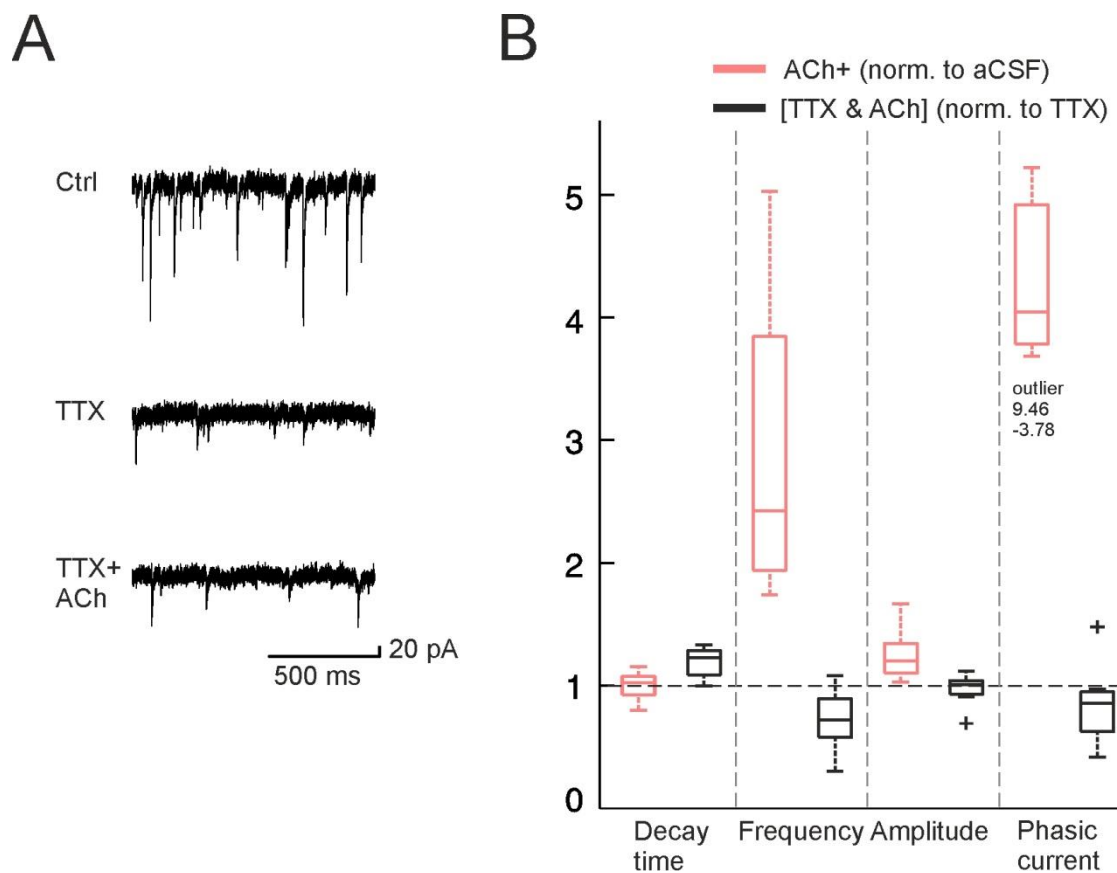 A
Ctrl
TTX
TTX+
ACh
20 pA
500 ms
B
ACh+ (norm. to aCSF)
[TTX & ACh] (norm. to TTX)
5
4
3
2
1
0
outlier
9.46
-3.78
+
+
Decay
time
Frequency
Amplitude
Phasic
current